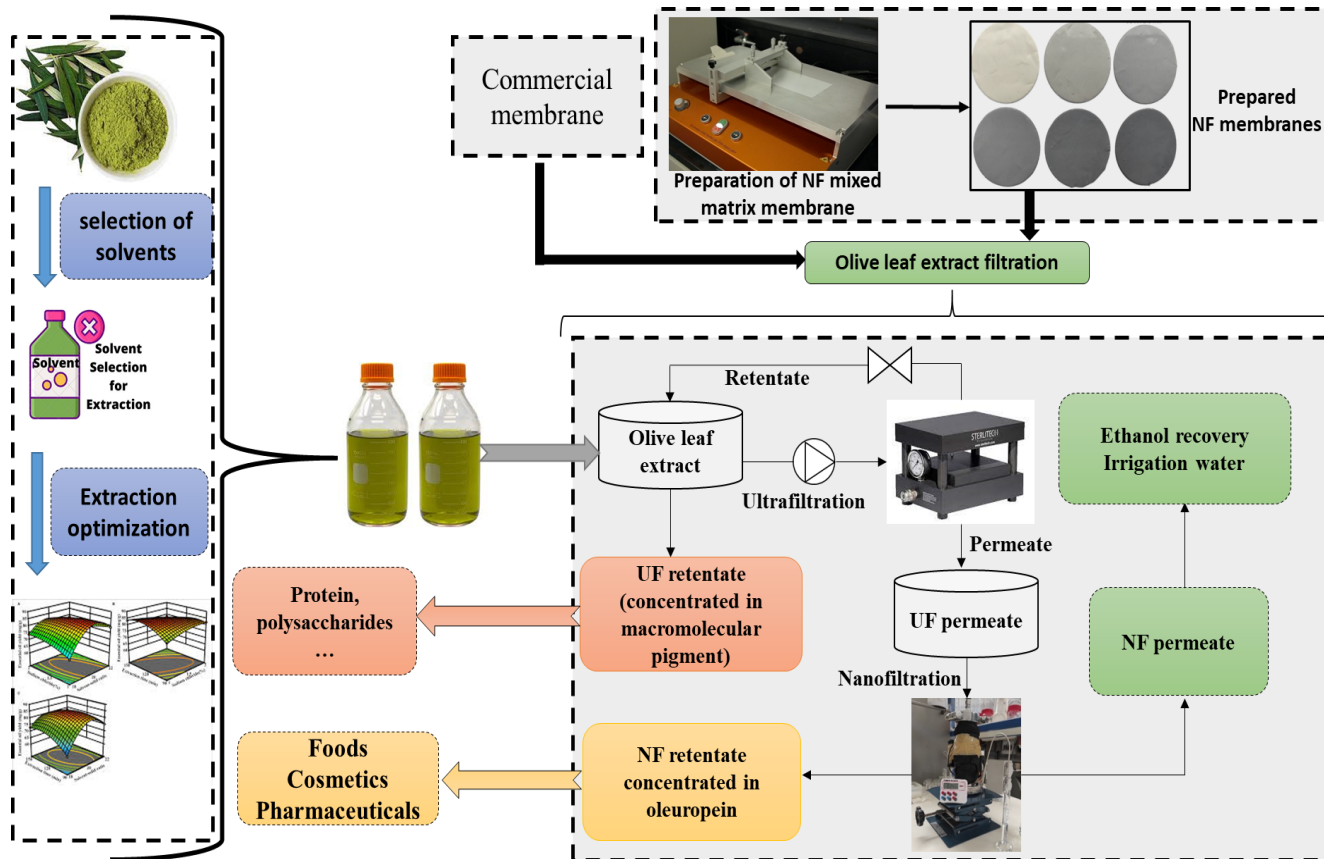 selection of
solvents
Solvent
Solvent
Selection
for
Extraction
Extraction
optimization
Commercial
membrane
Preparation of NF mixed
matrix membrane
Prepared
NF membranes
Olive leaf extract filtration
Retentate
Olive leaf
extract
Ultrafiltration
STERLITECH
Permeate
UF permeate
Nanofiltration
UF retentate
(concentrated in
macromolecular
pigment)
Protein,
polysaccharides
…
NF retentate
concentrated in
oleuropein
Foods
Cosmetics
Pharmaceuticals
Ethanol recovery
Irrigation water
NF permeate